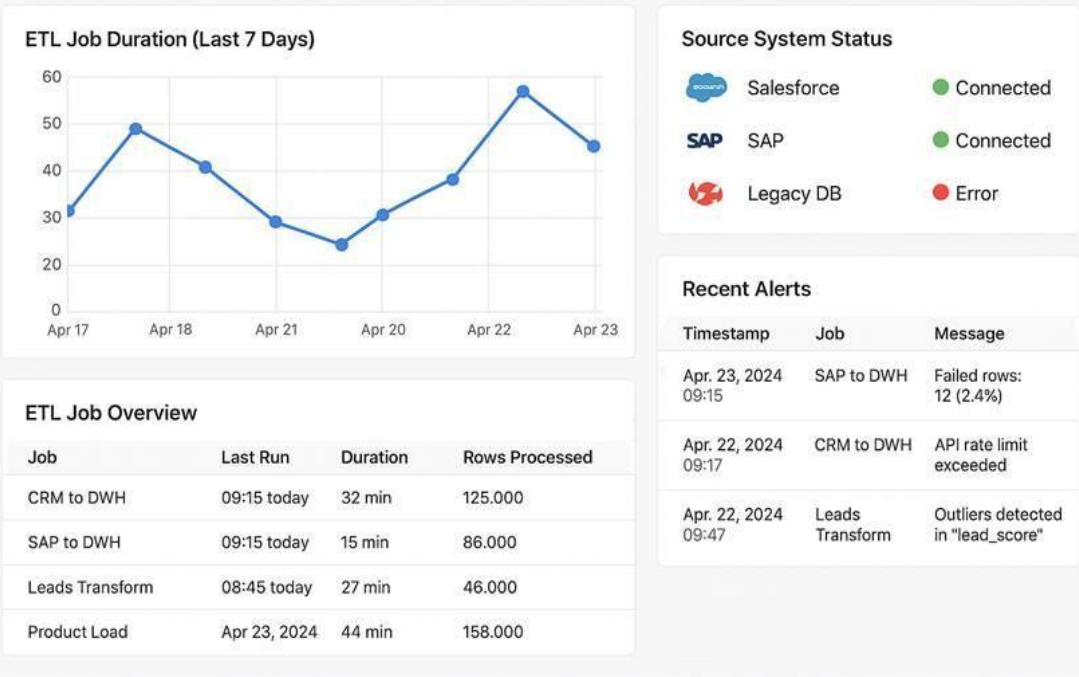 ETL Job Duration (Last 7 Days)
60
50
40
30
20
0
Apr 17 Apr 18 Apr 21 Apr 20 Apr 22 Apr 23
ETL Job Overview
Job Last Run Duration Rows Processed
CRM to DWH 09:15 today 32 min 125.000
SAP to DWH 09:15 today 15 min 86.000
Leads Transform 08:45 today 27 min 46.000
Product Load Apr 23, 2024 44 min 158.000
Source System Status
Salesforce Connected
SAP SAP Connected
Legacy DB Error
Recent Alerts
Timestamp Job Message
Apr. 23, 2024 SAP to DWH Failed rows:
09:15 12 (2.4%)
Apr. 22, 2024 CRM to DWH API rate limit
09:17 exceeded
Apr. 22, 2024 Leads Outliers detected
09:47 Transform in "lead_score"